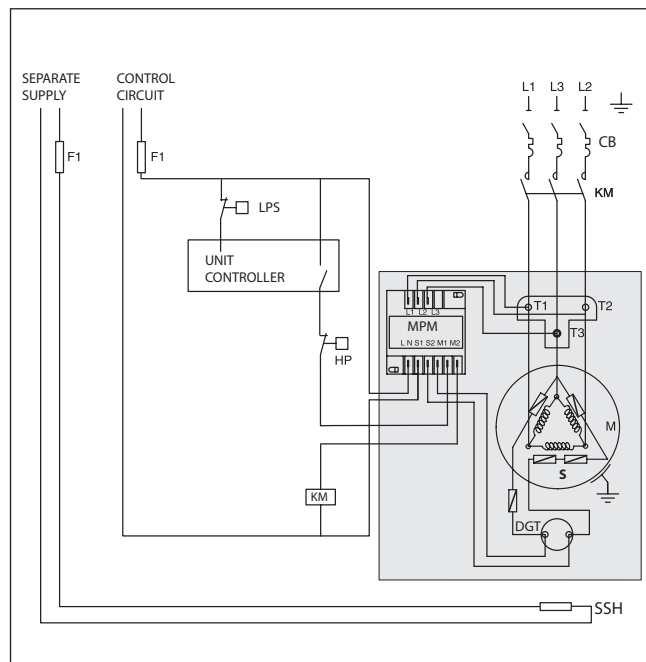 SEPARATE
SUPPLY
CONTROL
CIRCUIT
L1 L3 L2
F1
F1
CB
KM
LPS
UNIT
CONTROLLER
T1
T2
T3
L1 L2 L3
MPM
L N S1 S2 M1 M2
HP
M
S
KM
DGT
SSH